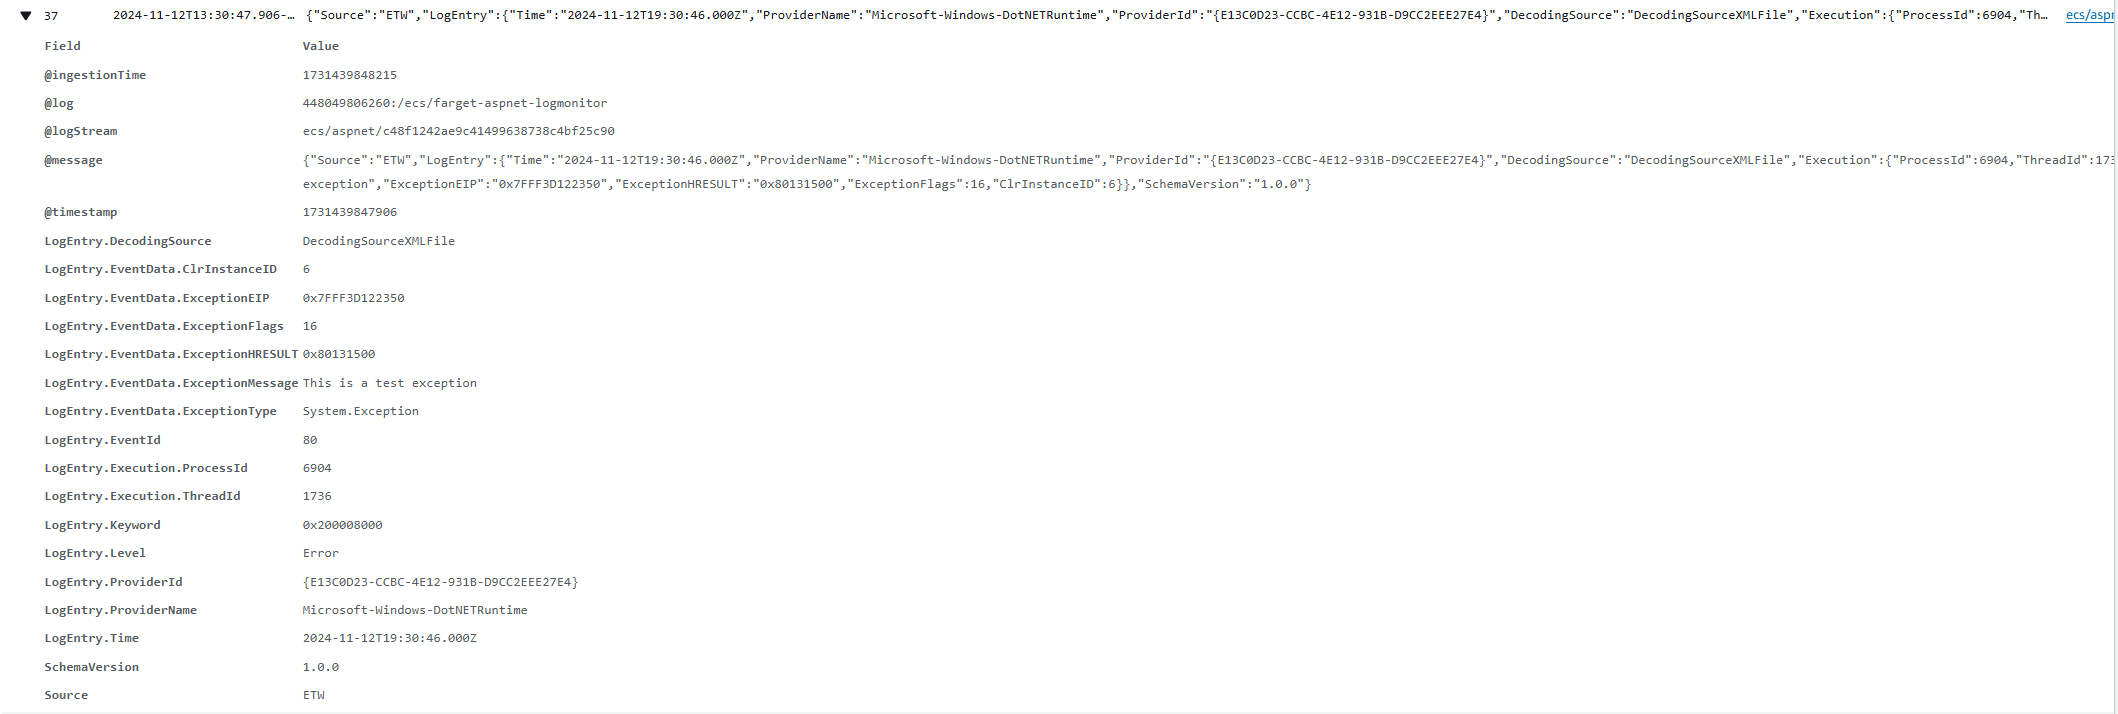 ▼ 37 2024-11-12T13:30:47.906-… {"Source":"ETW","LogEntry":{"Time":"2024-11-12T19:30:46.000Z","ProviderName":"Microsoft-Windows-DotNETRuntime","ProviderId":"{E13C0D23-CCBC-4E12-931B-D9CC2EEE27E4}","DecodingSource":"DecodingSourceXMLFile","Execution":{"ProcessId":6904,"Th… ecs/aspr
Field Value
@ingestionTime 1731439848215
@log 448049806260:/ecs/farget-aspnet-logmonitor
@logStream ecs/aspnet/c48f1242ae9c41499638738c4bf25c90
@message {"Source":"ETW","LogEntry":{"Time":"2024-11-12T19:30:46.000Z","ProviderName":"Microsoft-Windows-DotNETRuntime","ProviderId":"{E13C0D23-CCBC-4E12-931B-D9CC2EEE27E4}","DecodingSource":"DecodingSourceXMLFile","Execution":{"ProcessId":6904,"ThreadId":173
exception","ExceptionEIP":"0x7FFF3D122350","ExceptionHRESULT":"0x80131500","ExceptionFlags":16,"ClrInstanceID":6}},"SchemaVersion":"1.0.0"}
@timestamp 1731439847906
LogEntry.DecodingSource DecodingSourceXMLFile
LogEntry.EventData.ClrInstanceID 6
LogEntry.EventData.ExceptionEIP 0x7FFF3D122350
LogEntry.EventData.ExceptionFlags 16
LogEntry.EventData.ExceptionHRESULT 0x80131500
LogEntry.EventData.ExceptionMessage This is a test exception
LogEntry.EventData.ExceptionType System.Exception
LogEntry.EventId 80
LogEntry.Execution.ProcessId 6904
LogEntry.Execution.ThreadId 1736
LogEntry.Keyword 0x200008000
LogEntry.Level Error
LogEntry.ProviderId {E13C0D23-CCBC-4E12-931B-D9CC2EEE27E4}
LogEntry.ProviderName Microsoft-Windows-DotNETRuntime
LogEntry.Time 2024-11-12T19:30:46.000Z
SchemaVersion 1.0.0
Source ETW